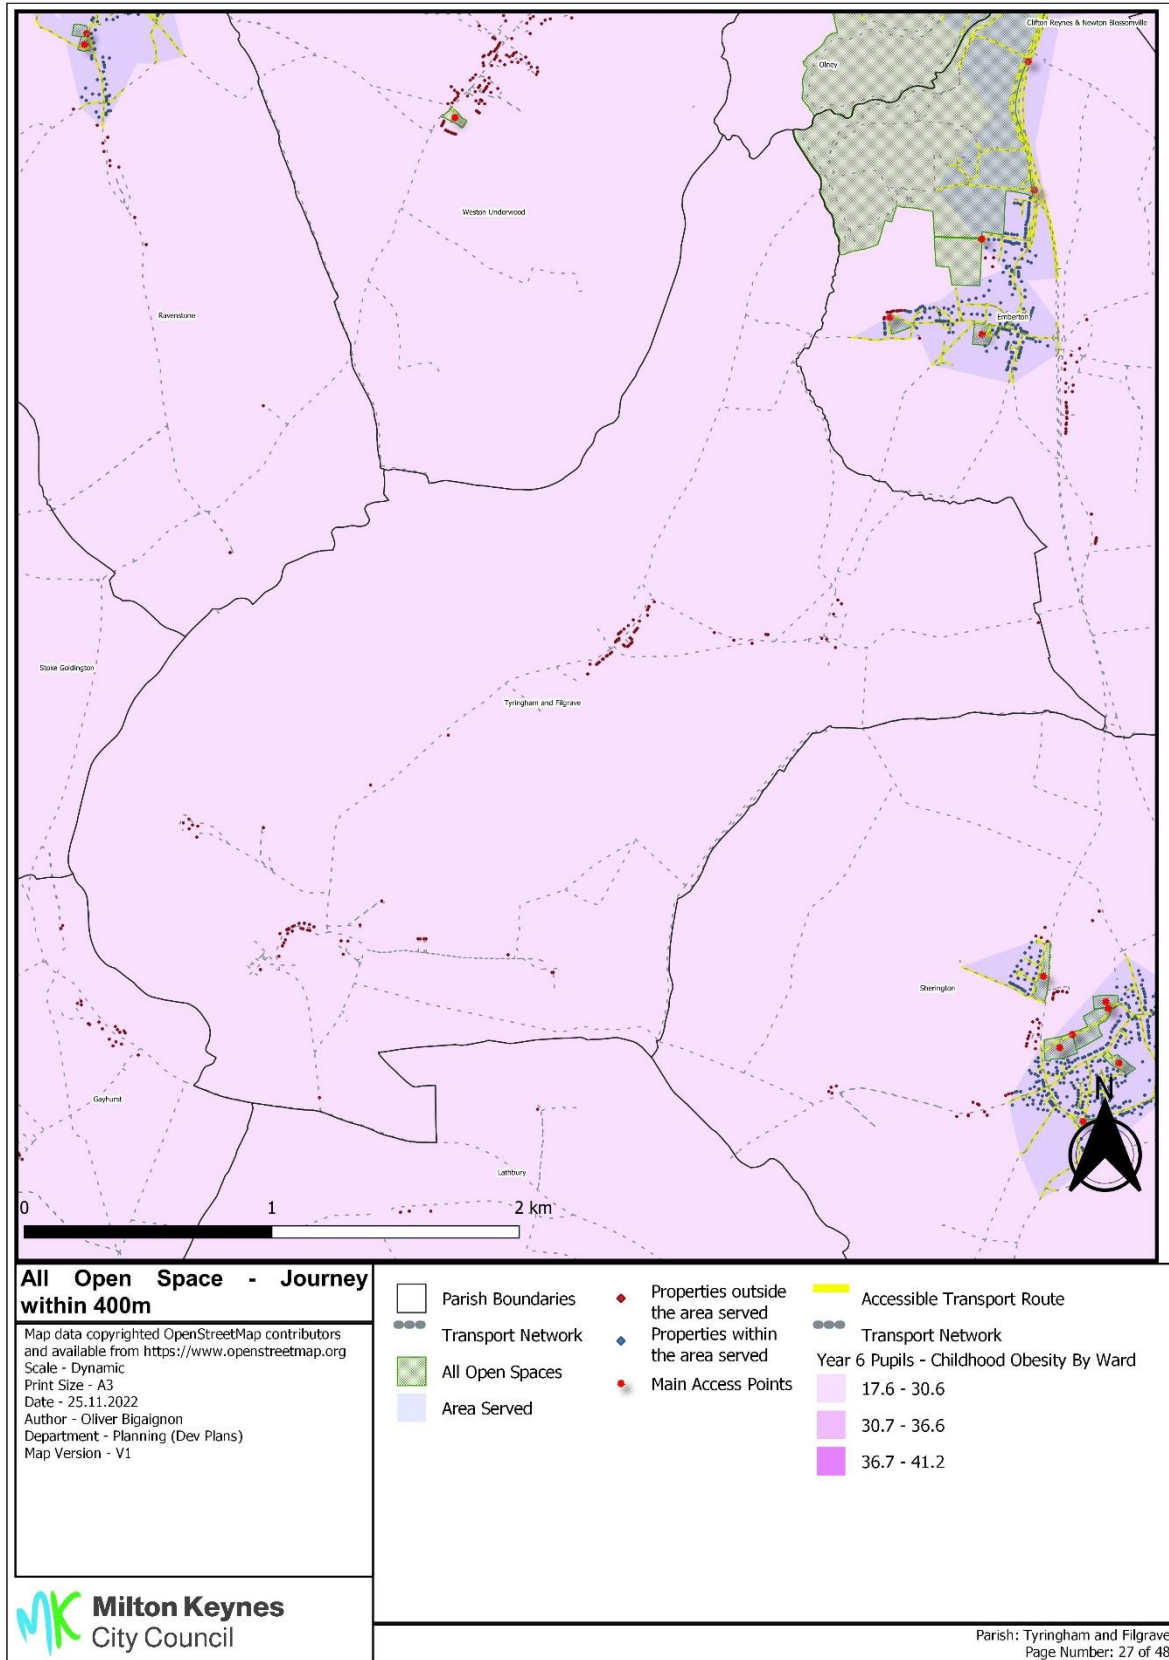 Clifton Reynes & Newton Blossomville
Olney
Weston Underwood
Ravenstone
Emberton
Stoke Goldington
Tyringham and Filgrave
Sherington
Gayhurst
Lathbury
N
0 1 2 km
All Open Space - Journey
within 400m
Map data copyrighted OpenStreetMap contributors
and available from https://www.openstreetmap.org
Scale - Dynamic
Print Size - A3
Date - 25.11.2022
Author - Oliver Bigaignon
Department - Planning (Dev Plans)
Map Version - V1
Parish Boundaries
Transport Network
All Open Spaces
Area Served
Properties outside
the area served
Properties within
the area served
Main Access Points
Accessible Transport Route
Transport Network
Year 6 Pupils - Childhood Obesity By Ward
17.6 - 30.6
30.7 - 36.6
36.7 - 41.2
MK Milton Keynes
City Council
Parish: Tyringham and Filgrave
Page Number: 27 of 48